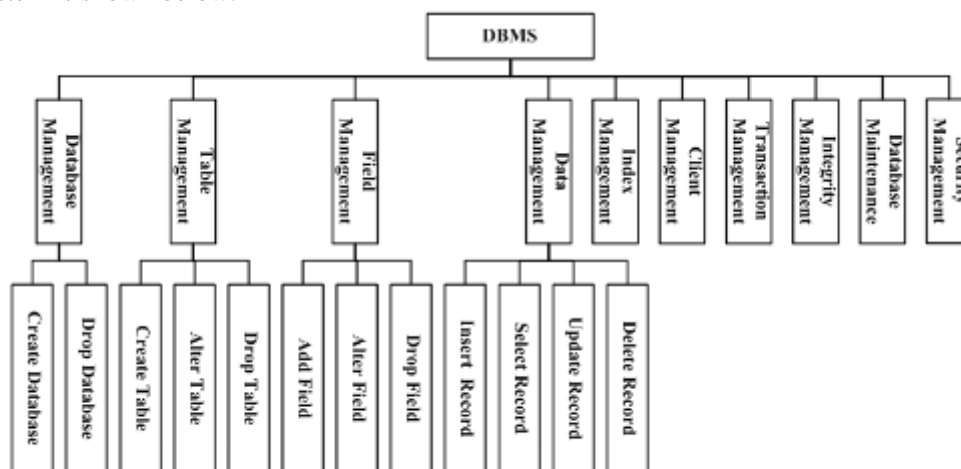 DBMS
Database
Management
Table
Management
Field
Management
Data
Management
Index
Management
Client
Management
Transaction
Management
Integrity
Management
Database
Maintenance
Management
Create Database
Drop Database
Create Table
Alter Table
Drop Table
Add Field
Alter Field
Drop Field
Insert Record
Select Record
Update Record
Delete Record